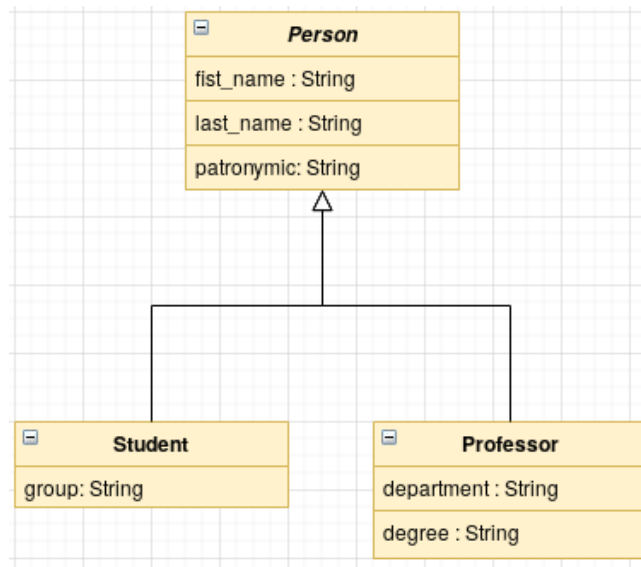 Person
fist_name : String
last_name : String
patronymic: String
Student
group: String
Professor
department : String
degree : String